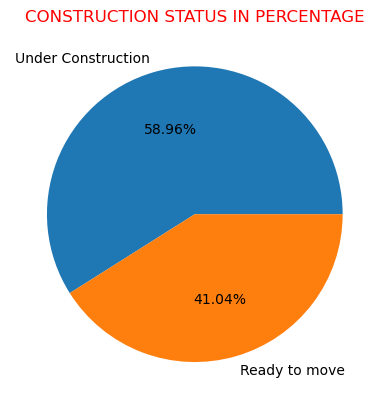 CONSTRUCTION STATUS IN PERCENTAGE
Under Construction
58.96%
41.04%
Ready to move